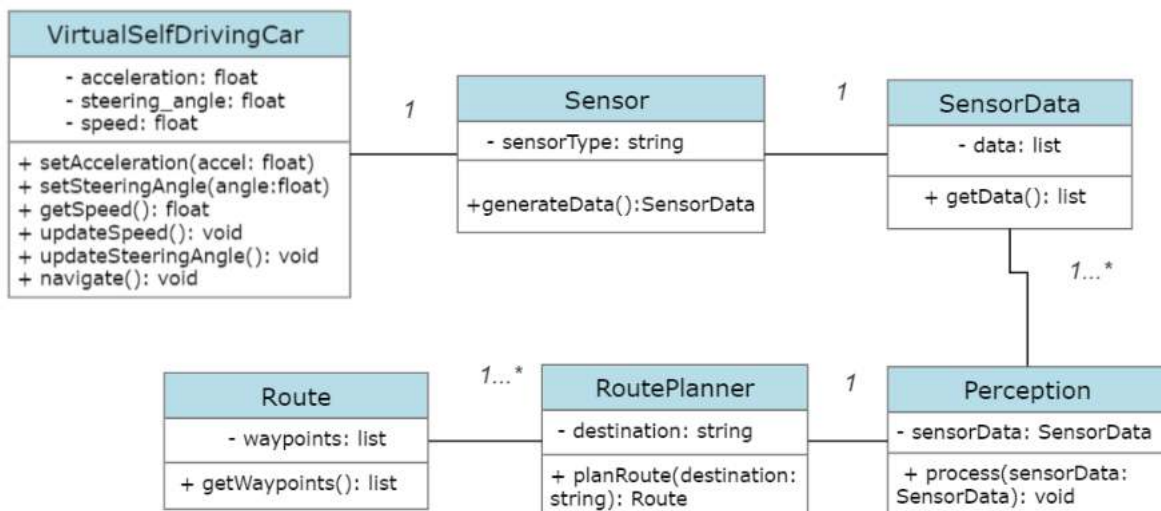 VirtualSelfDrivingCar
- acceleration: float
- steering_angle: float
- speed: float
+ setAcceleration(accel: float)
+ setSteeringAngle(angle:float)
+ getSpeed(): float
+ updateSpeed(): void
+ updateSteeringAngle(): void
+ navigate(): void
1
Sensor
- sensorType: string
+generateData():SensorData
1
SensorData
- data: list
+ getData(): list
1...*
Route
- waypoints: list
+ getWaypoints(): list
1...*
RoutePlanner
- destination: string
+ planRoute(destination:
string): Route
1
Perception
- sensorData: SensorData
+ process(sensorData:
SensorData): void